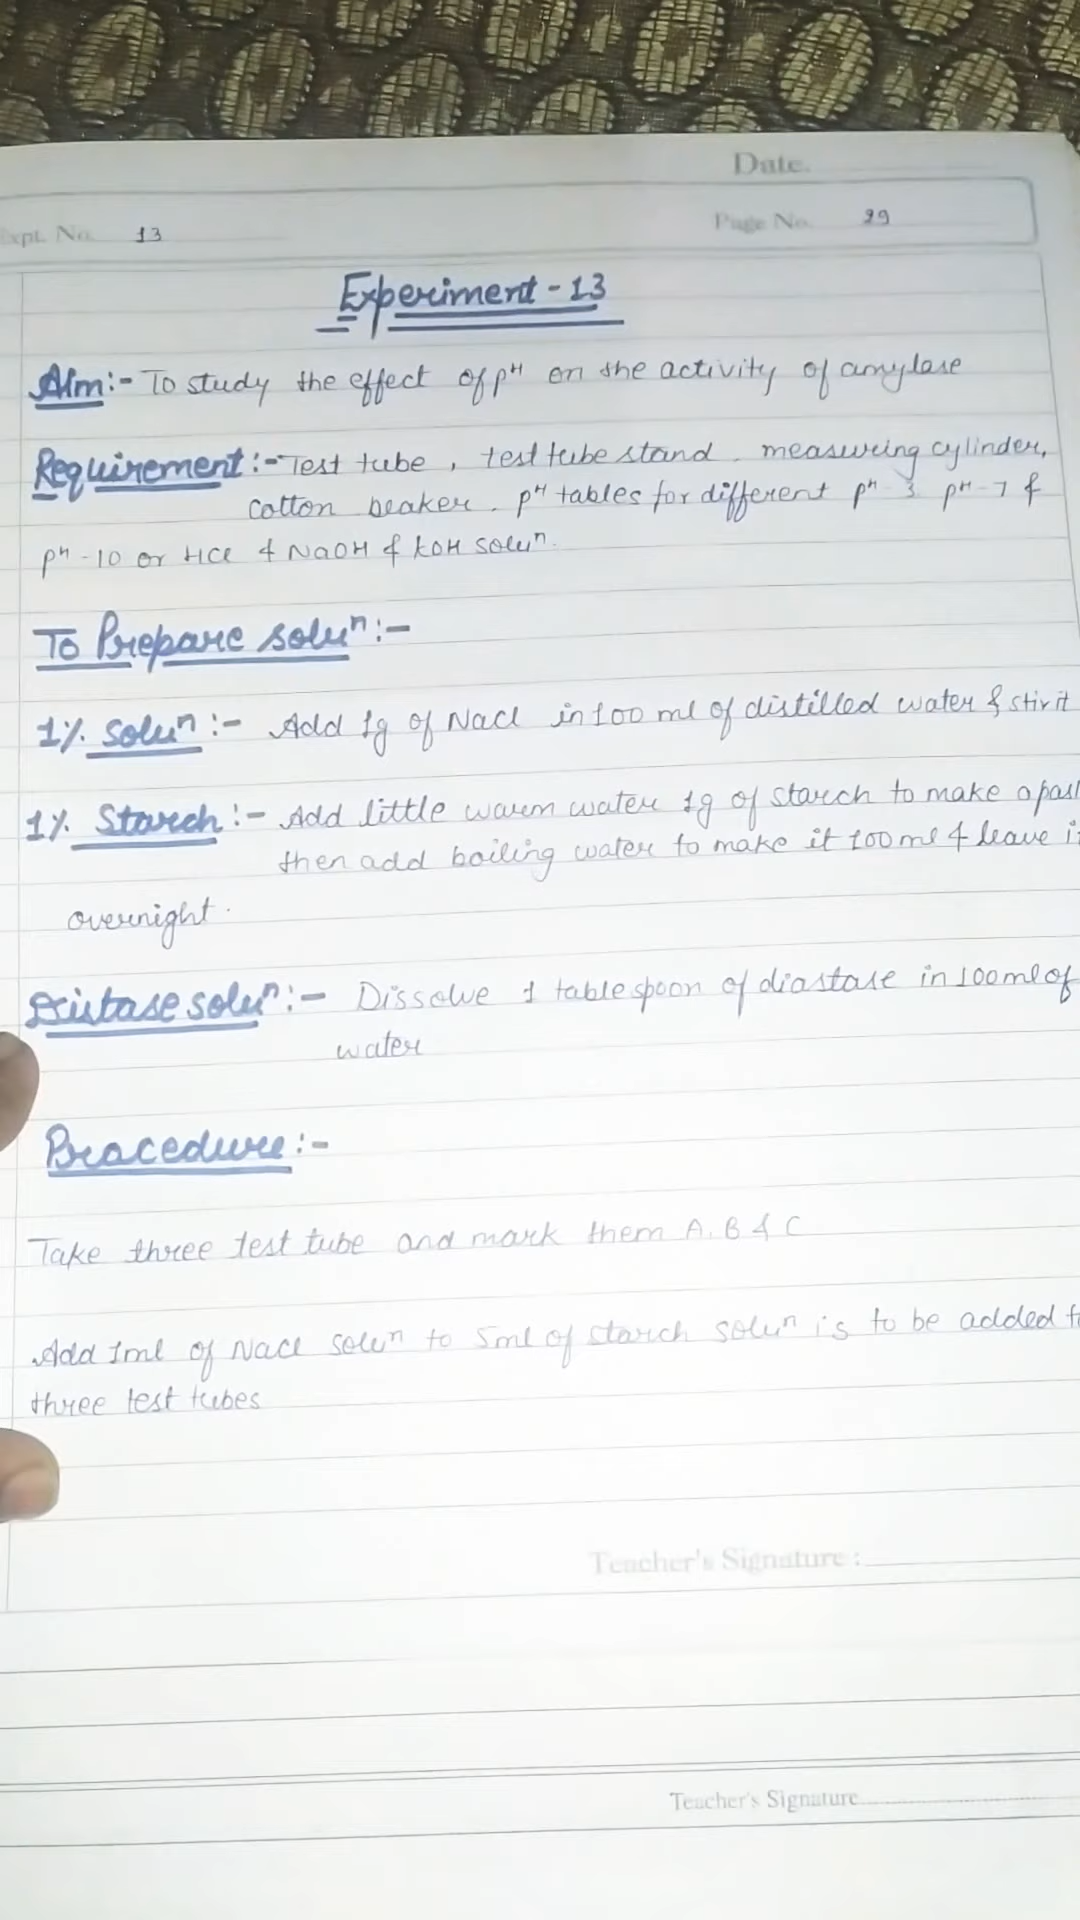 Date.
Expt. No. 13
Page No. 29
Experiment - 13
Aim:- To study the effect of pH on the activity of amylase
Requirement:- Test tube, test tube stand, measuring cylinder,
cotton beaker, pH tables for different pH-3 pH-7 &
pH-10 or HCl & NaOH & KOH soluⁿ.
To Prepare soluⁿ:-
1% soluⁿ:- Add 1g of Nacl in 100 ml of distilled water & stir it
1% Starch:- Add little warm water 1g of starch to make a
then add boiling water to make it 100 ml & leave
overnight.
soluⁿ:- Dissolve 1 tablespoon of diastase in 100ml of
water
Procedure:-
Take three test tube and mark them A, B & C
Add 1ml of Nacl soluⁿ to 5ml of starch soluⁿ is to be added
three test tubes
Teacher's Signature :
Teacher's Signature